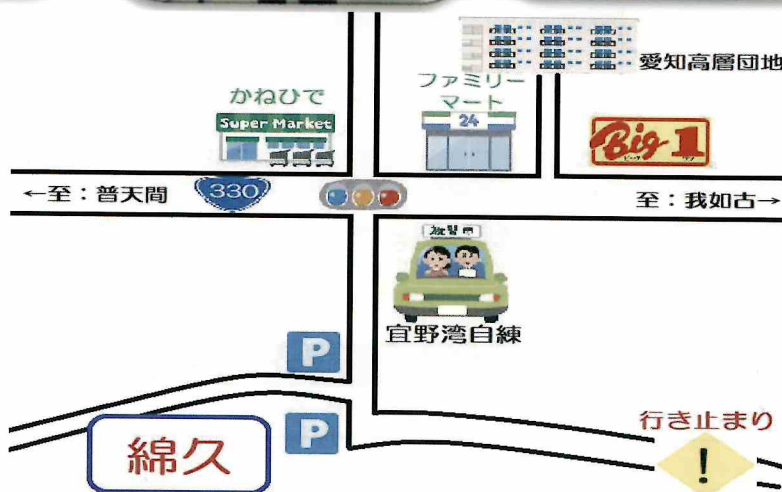 愛知高層団地
ファミリー
マート
24
かねひで
Super Market
Big 1
←至：普天間
330
至：我如古→
教習中
宜野湾自練
P
P
綿久
行き止まり
!